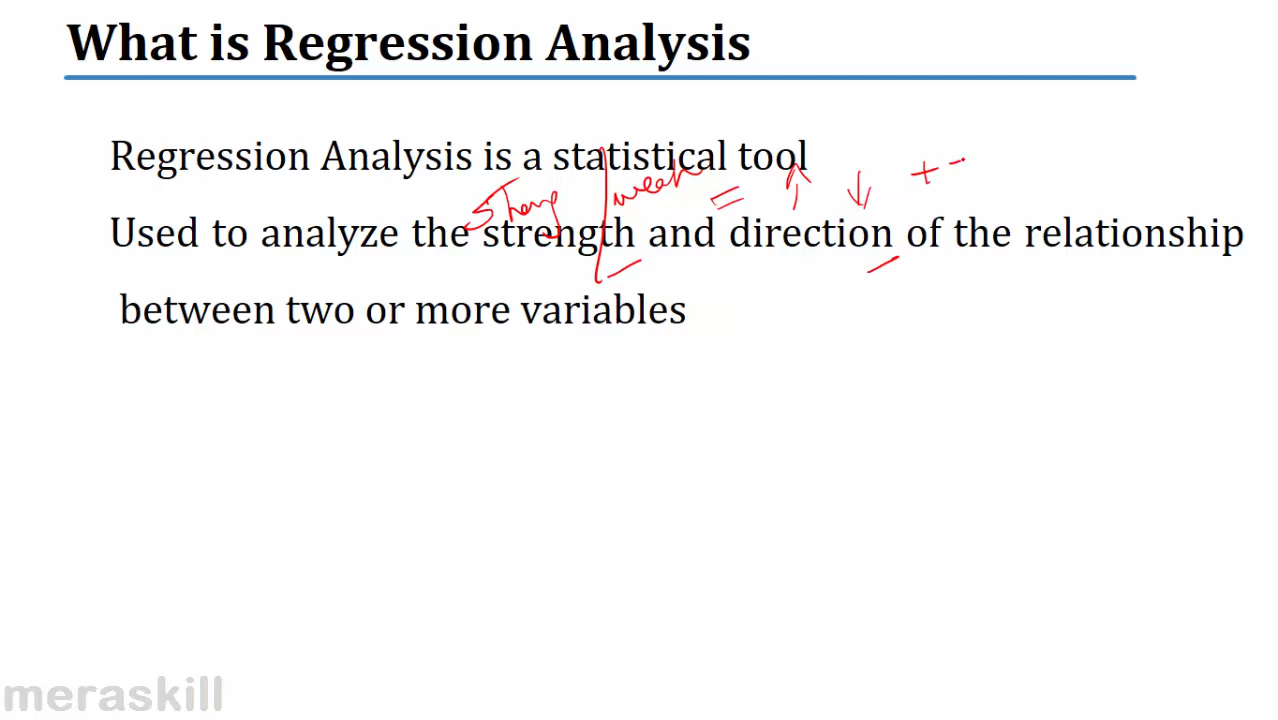 What is Regression Analysis
Regression Analysis is a statistical tool
strong / weak = ↑ ↓ + -
Used to analyze the strength and direction of the relationship
between two or more variables
meraskill